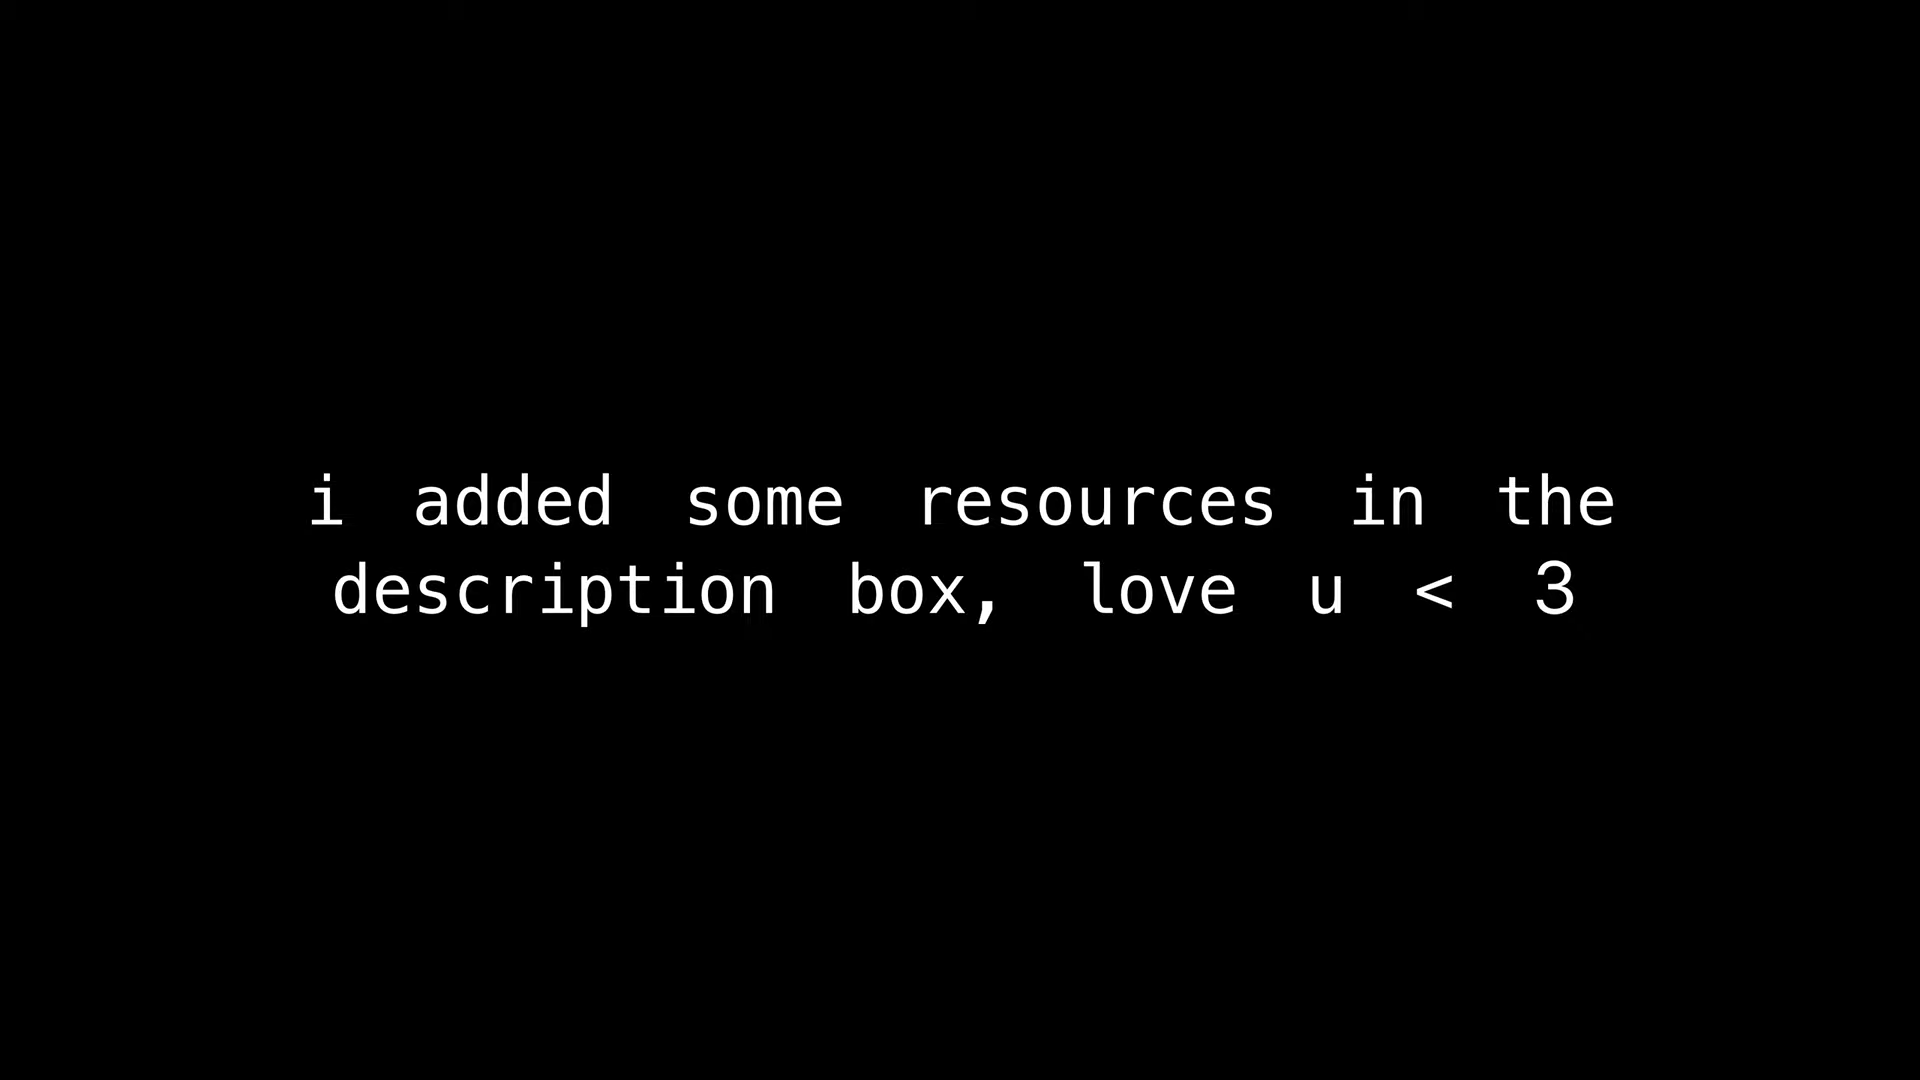 i added some resources in the
description box, love u < 3